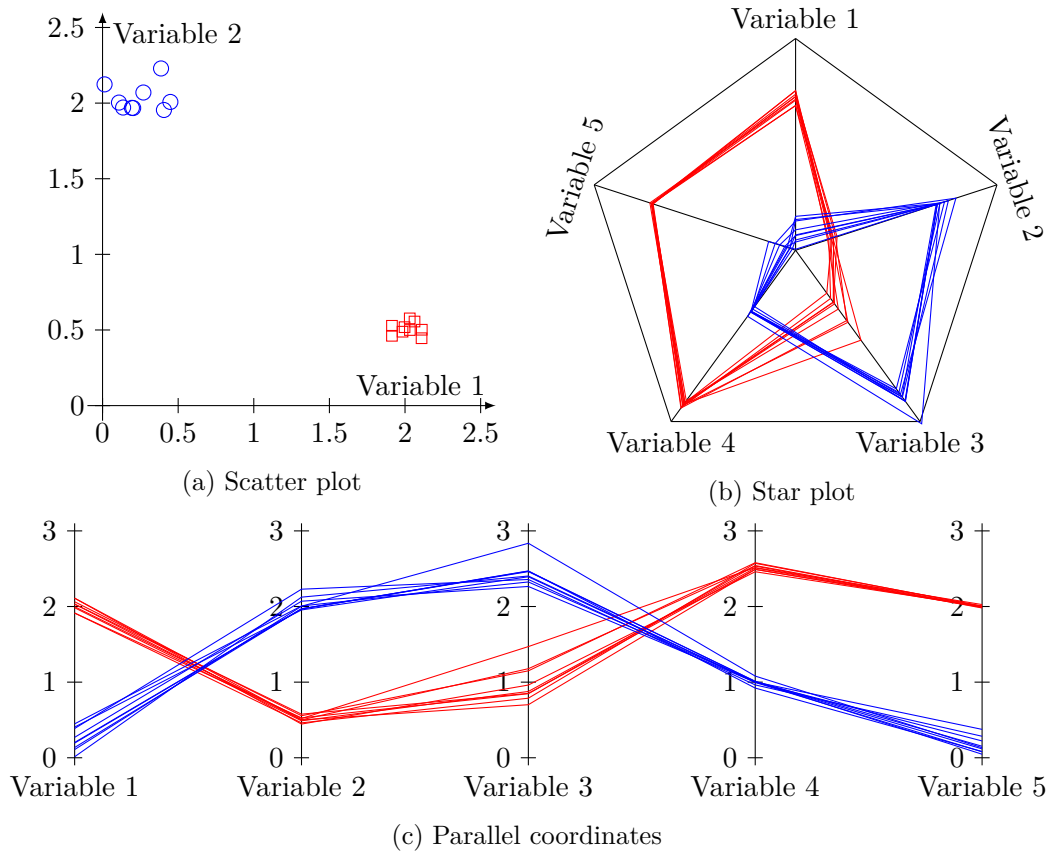 2.5
Variable 2
2
1.5
1
0.5
0
Variable 1
0
0.5
1
1.5
2
2.5
(a) Scatter plot
Variable 1
Variable 5
Variable 2
Variable 4
Variable 3
(b) Star plot
3
3
3
3
3
2
2
2
2
2
1
1
1
1
1
0
0
0
0
0
Variable 1
Variable 2
Variable 3
Variable 4
Variable 5
(c) Parallel coordinates